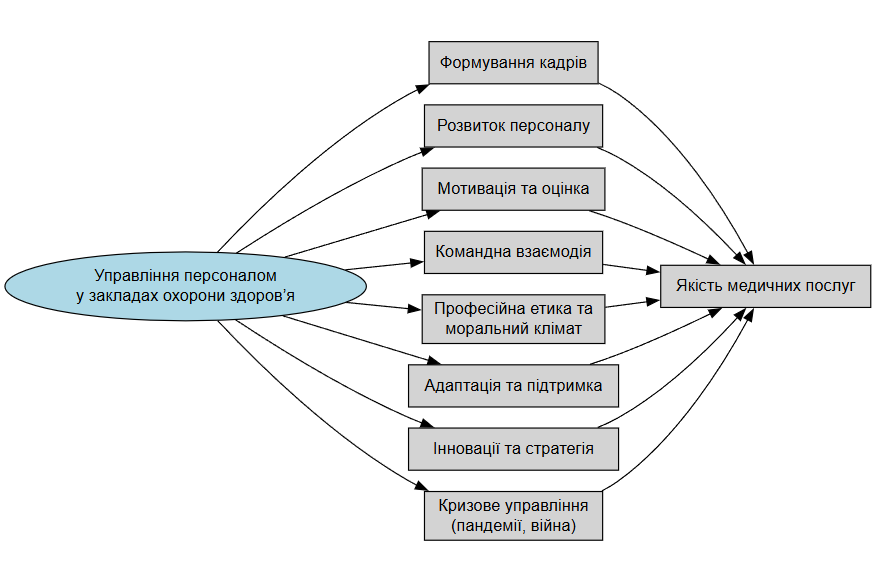 Управління персоналом
у закладах охорони здоров’я
Формування кадрів
Розвиток персоналу
Мотивація та оцінка
Командна взаємодія
Професійна етика та
моральний клімат
Адаптація та підтримка
Інновації та стратегія
Кризове управління
(пандемії, війна)
Якість медичних послуг